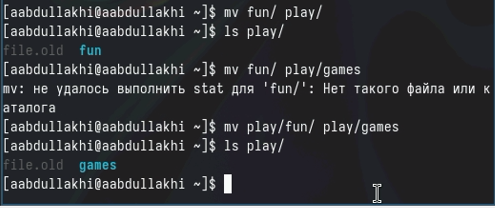 [aabdullakhi@aabdullakhi ~]$ mv fun/ play/
[aabdullakhi@aabdullakhi ~]$ ls play/
file.old  fun
[aabdullakhi@aabdullakhi ~]$ mv fun/ play/games
mv: не удалось выполнить stat для 'fun/': Нет такого файла или к
аталога
[aabdullakhi@aabdullakhi ~]$ mv play/fun/ play/games
[aabdullakhi@aabdullakhi ~]$ ls play/
file.old  games
[aabdullakhi@aabdullakhi ~]$